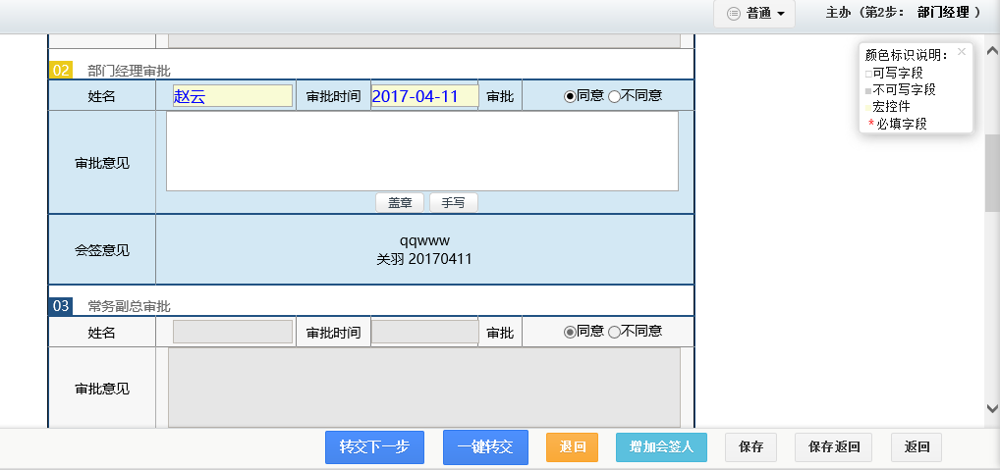 普通
主办（第2步： 部门经理 ）
颜色标识说明：
可写字段
不可写字段
宏控件
*必填字段
02 部门经理审批
姓名 赵云 审批时间 2017-04-11 审批 同意 不同意
审批意见
盖章 手写
会签意见
qqwww
关羽 20170411
03 常务副总审批
姓名 审批时间 审批 同意 不同意
审批意见
转交下一步 一键转交 退回 增加会签人 保存 保存返回 返回